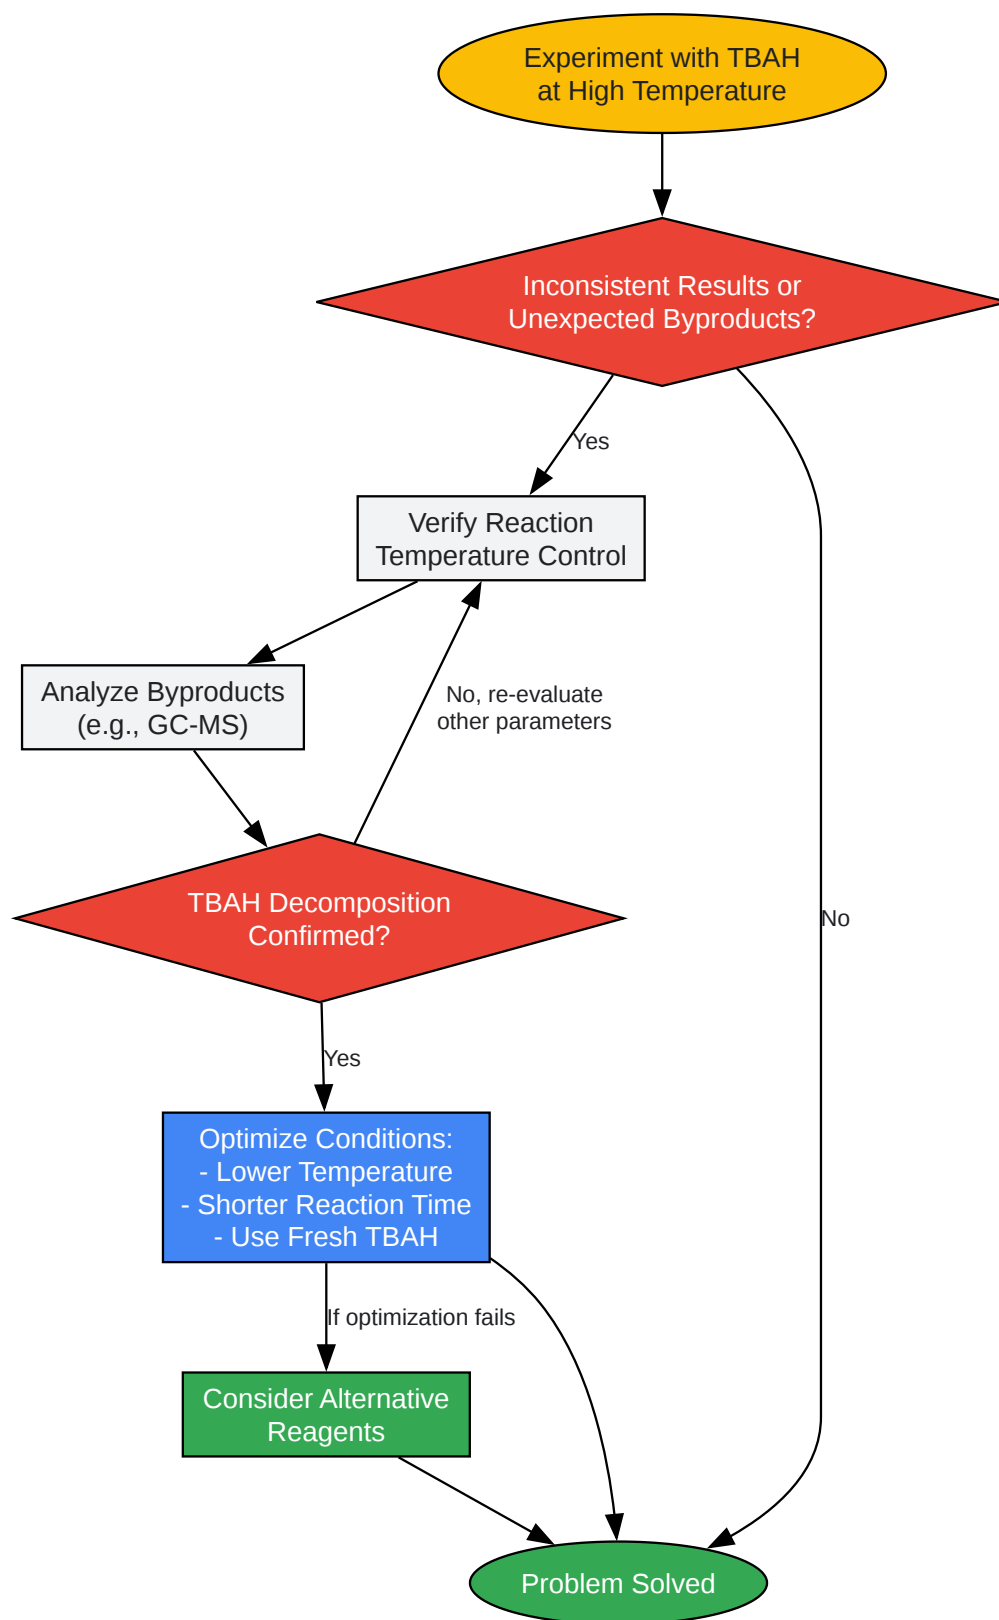 Experiment with TBAH
at High Temperature
Inconsistent Results or
Unexpected Byproducts?
Yes
Verify Reaction
Temperature Control
Analyze Byproducts
(e.g., GC-MS)
No, re-evaluate
other parameters
TBAH Decomposition
Confirmed?
No
Yes
Optimize Conditions:
- Lower Temperature
- Shorter Reaction Time
- Use Fresh TBAH
If optimization fails
Consider Alternative
Reagents
Problem Solved